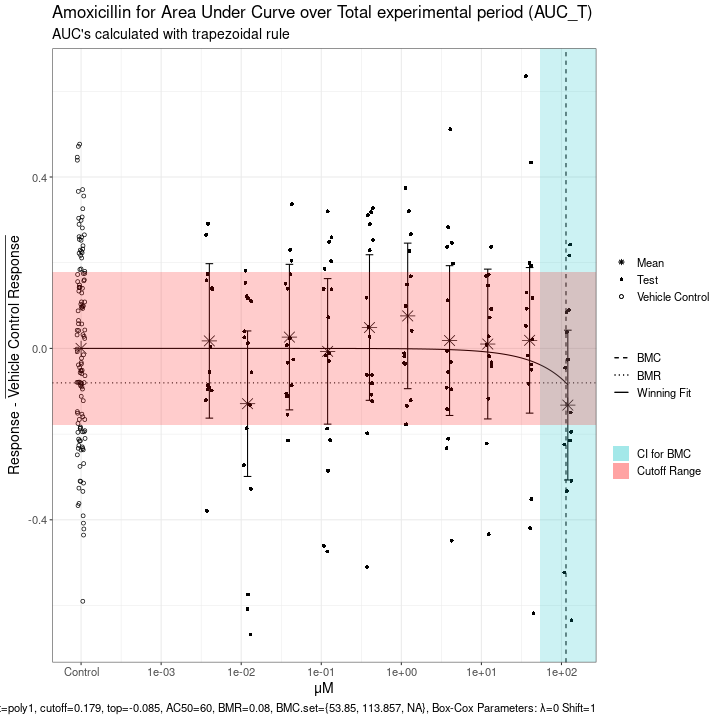 Amoxicillin for Area Under Curve over Total experimental period (AUC_T)
AUC's calculated with trapezoidal rule
Response - Vehicle Control Response
0.4
0.0
-0.4
Control
1e-03
1e-02
1e-01
1e+00
1e+01
1e+02
μM
Mean
Test
Vehicle Control
BMC
BMR
Winning Fit
CI for BMC
Cutoff Range
t=poly1, cutoff=0.179, top=-0.085, AC50=60, BMR=0.08, BMC.set={53.85, 113.857, NA}, Box-Cox Parameters: λ=0 Shift=1